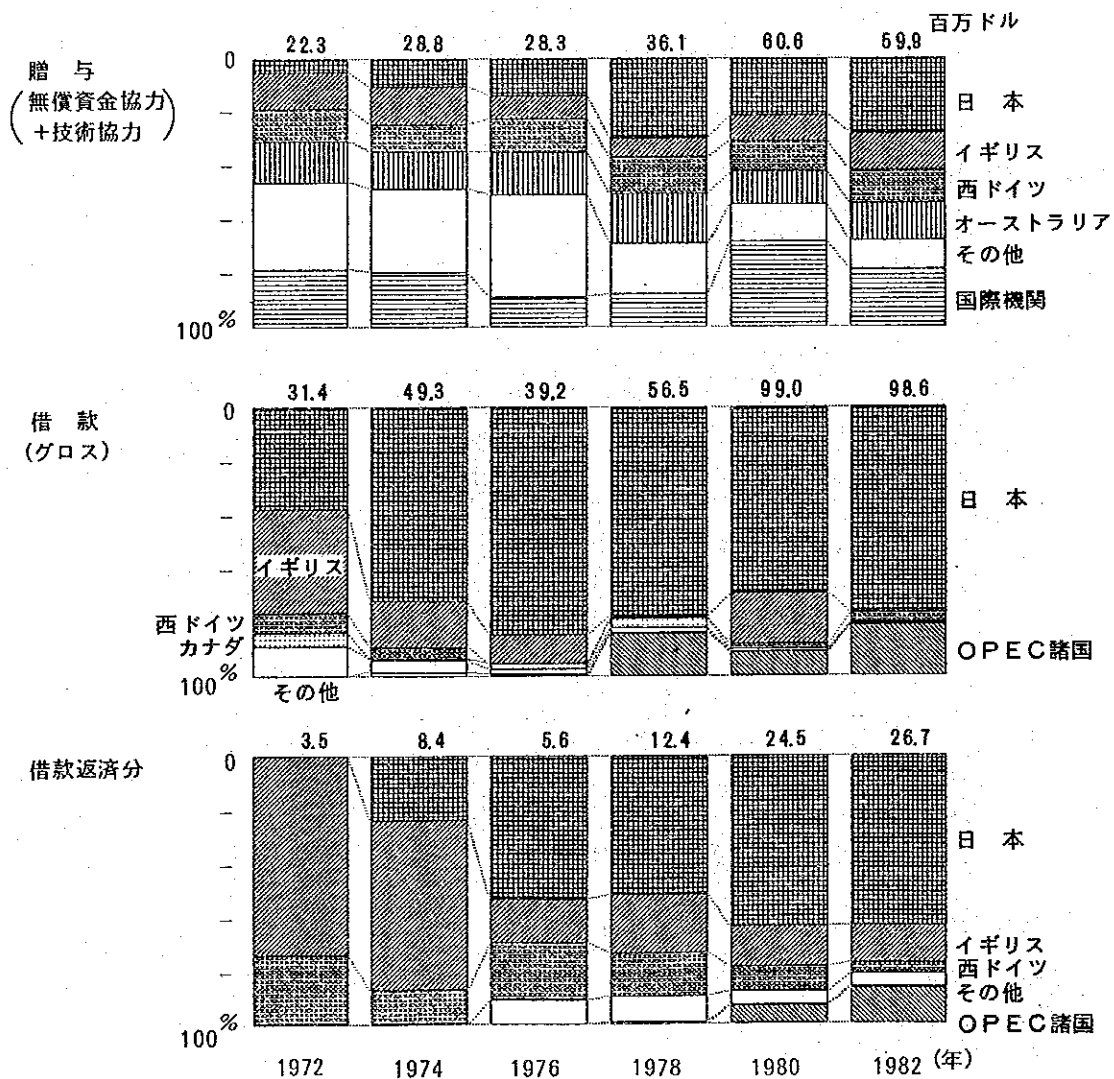 百万ドル
22.3 28.8 28.3 36.1 60.6 59.9
贈 与
(無償資金協力
+技術協力)
0
日 本
イギリス
西ドイツ
オーストラリア
その他
国際機関
100%
31.4 49.3 39.2 56.5 99.0 98.6
借 款
(グロス)
0
日 本
イギリス
西ドイツ
カナダ
OPEC諸国
100%
その他
3.5 8.4 5.6 12.4 24.5 26.7
借款返済分
0
日 本
イギリス
西ドイツ
その他
OPEC諸国
100%
1972 1974 1976 1978 1980 1982 (年)